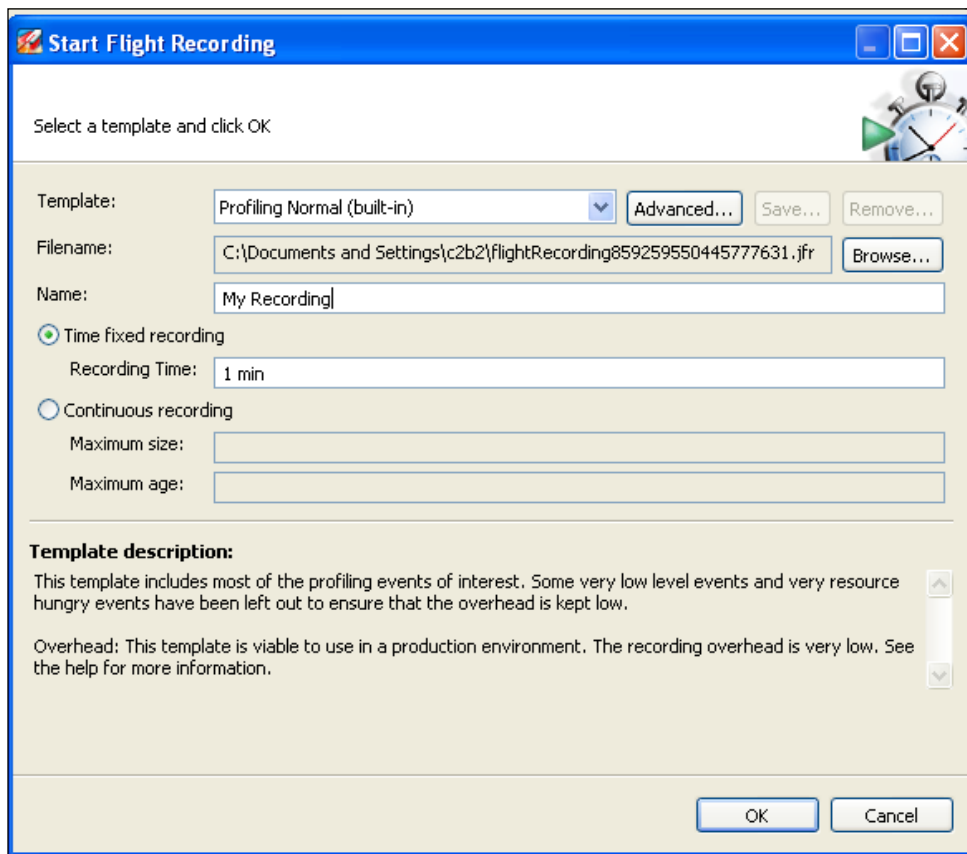 Start Flight Recording
Select a template and click OK
Template: Profiling Normal (built-in) Advanced... Save... Remove...
Filename: C:\Documents and Settings\c2b2\flightRecording8592595504457​77631.jfr Browse...
Name: My Recording
Time fixed recording
Recording Time: 1 min
Continuous recording
Maximum size:
Maximum age:
Template description:
This template includes most of the profiling events of interest. Some very low level events and very resource
hungry events have been left out to ensure that the overhead is kept low.
Overhead: This template is viable to use in a production environment. The recording overhead is very low. See
the help for more information.
OK Cancel